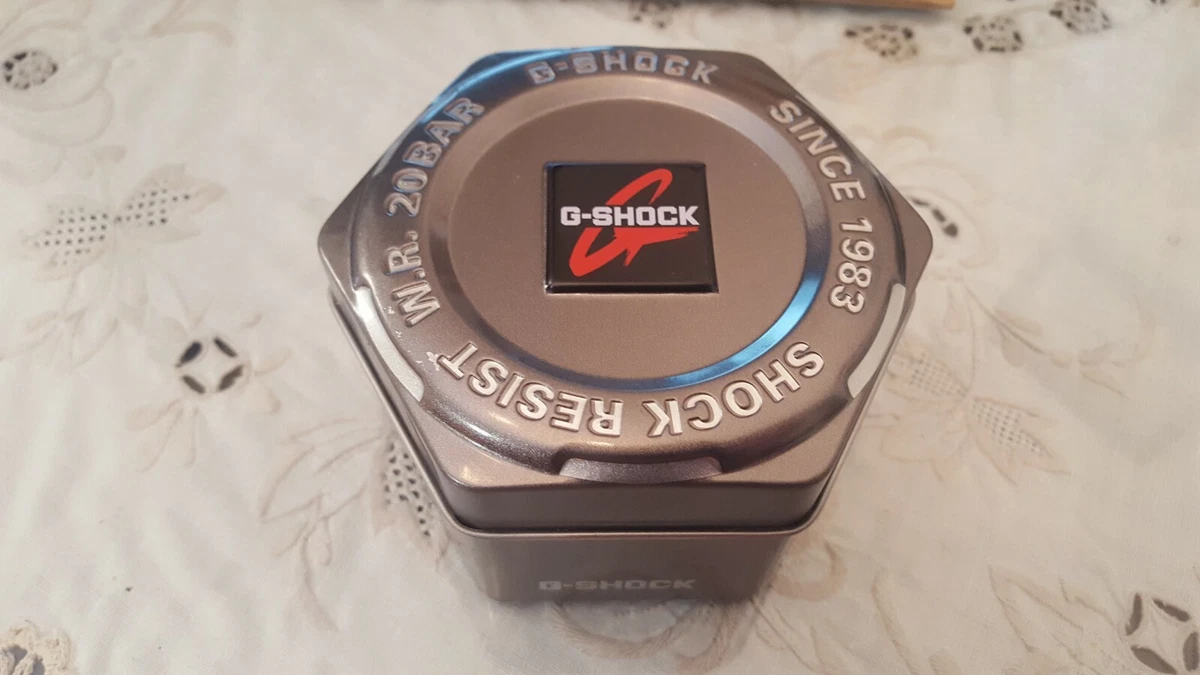 G-SHOCK
SINCE 1983
SHOCK RESIST
W.R. 20BAR
G-SHOCK
G-SHOCK